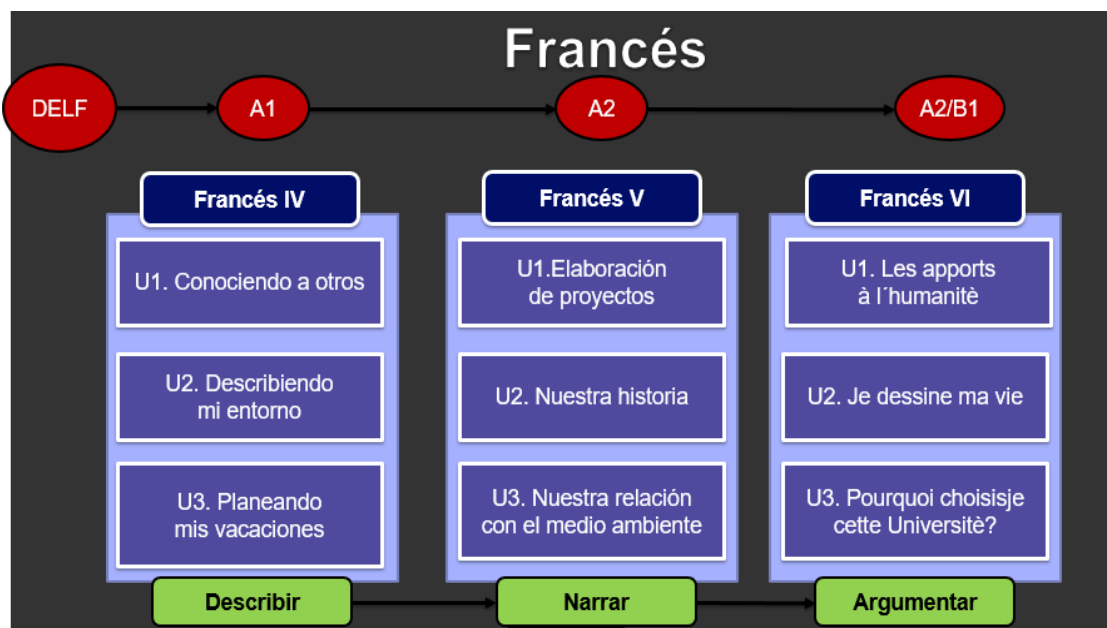 Francés
DELF
A1
A2
A2/B1
Francés IV
U1. Conociendo a otros
U2. Describiendo
mi entorno
U3. Planeando
mis vacaciones
Describir
Francés V
U1.Elaboración
de proyectos
U2. Nuestra historia
U3. Nuestra relación
con el medio ambiente
Narrar
Francés VI
U1. Les apports
à l´humanitè
U2. Je dessine ma vie
U3. Pourquoi choisisje
cette Universitè?
Argumentar